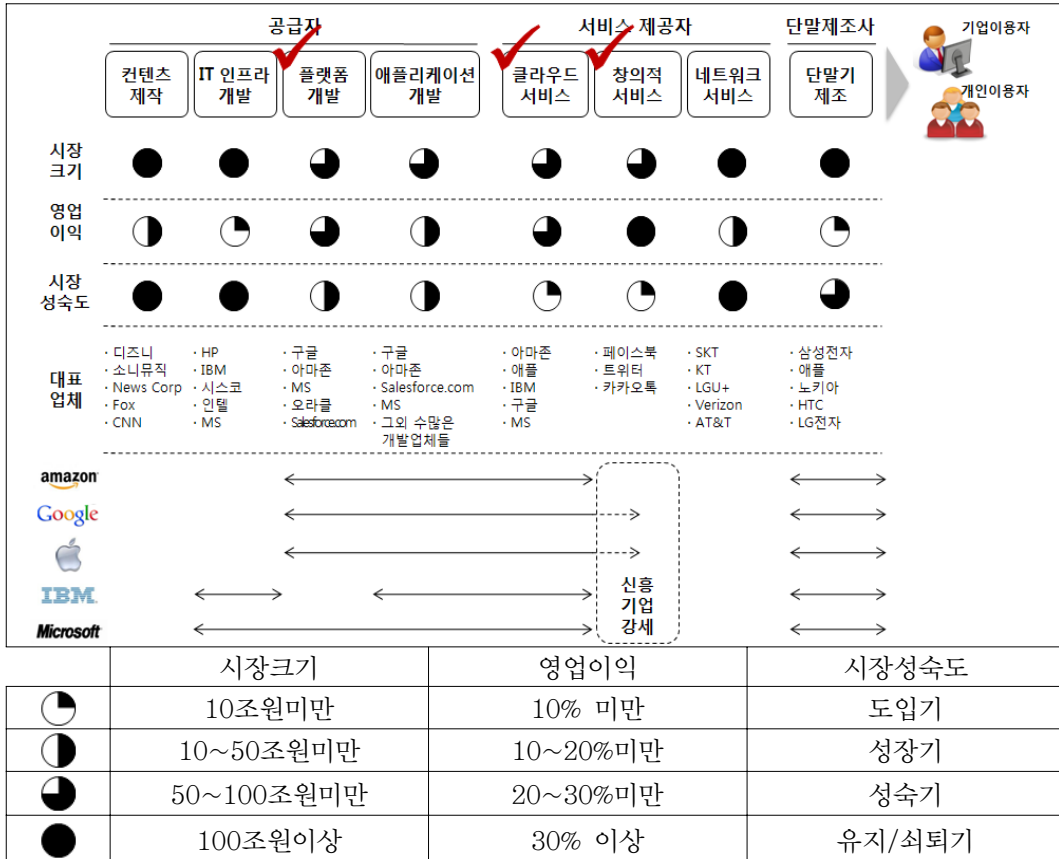 공급자
서비스 제공자
단말제조사
기업이용자
개인이용자
컨텐츠
제작
IT 인프라
개발
플랫폼
개발
애플리케이션
개발
클라우드
서비스
창의적
서비스
네트워크
서비스
단말기
제조
시장
크기
영업
이익
시장
성숙도
대표
업체
· 디즈니
· 소니뮤직
· News Corp
· Fox
· CNN
· HP
· IBM
· 시스코
· 인텔
· MS
· 구글
· 아마존
· MS
· 오라클
· Salesforce.com
· 구글
· 아마존
· Salesforce.com
· MS
· 그외 수많은
개발업체들
· 아마존
· 애플
· IBM
· 구글
· MS
· 페이스북
· 트위터
· 카카오톡
· SKT
· KT
· LGU+
· Verizon
· AT&T
· 삼성전자
· 애플
· 노키아
· HTC
· LG전자
amazon
Google
IBM.
Microsoft
신흥
기업
강세
시장크기 영업이익 시장성숙도
10조원미만 10% 미만 도입기
10~50조원미만 10~20%미만 성장기
50~100조원미만 20~30%미만 성숙기
100조원이상 30% 이상 유지/쇠퇴기